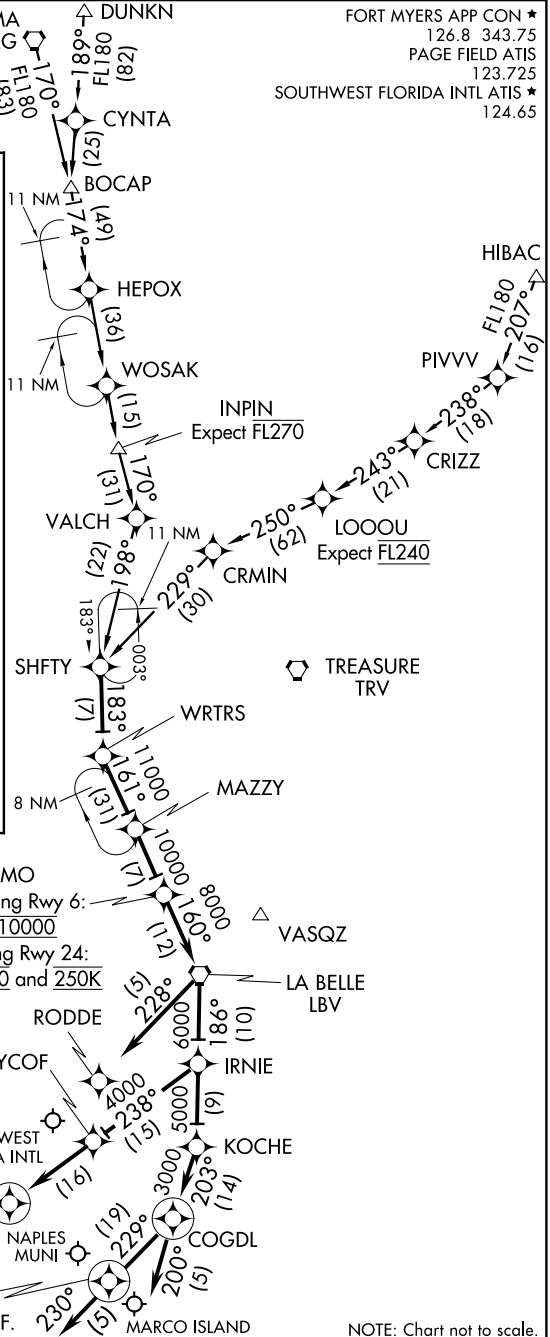 DUNKN
FORT MYERS APP CON ★
126.8 343.75
PAGE FIELD ATIS
123.725
SOUTHWEST FLORIDA INTL ATIS ★
124.65
MA
G
170°
FL180
(83)
189°
FL180
(82)
CYNTA
(25)
BOCAP
11 NM
174°
(49)
HEPOX
(36)
11 NM
WOSAK
(15)
INPIN
Expect FL270
170°
(31)
VALCH
HIBAC
FL180
207°
(16)
PIVVV
238°
(18)
CRIZZ
243°
(21)
LOOOU
Expect FL240
250°
(62)
CRMIN
229°
(30)
198°
(22)
11 NM
183°
003°
SHFTY
TREASURE
TRV
183°
(7)
WRTRS
11000
161°
(31)
8 NM
MAZZY
10000
(7)
MO
ng Rwy 6:
10000
ng Rwy 24:
0 and 250K
8000
160°
(12)
VASQZ
LA BELLE
LBV
(5)
228°
6000
186°
(10)
RODDE
IRNIE
YCOF
4000
238°
(15)
5000
(9)
KOCHE
WEST
A INTL
(16)
3000
203°
(14)
COGDL
NAPLES
MUNI
(19)
229°
200°
(5)
230°
(5)
MARCO ISLAND
F.
NOTE: Chart not to scale.